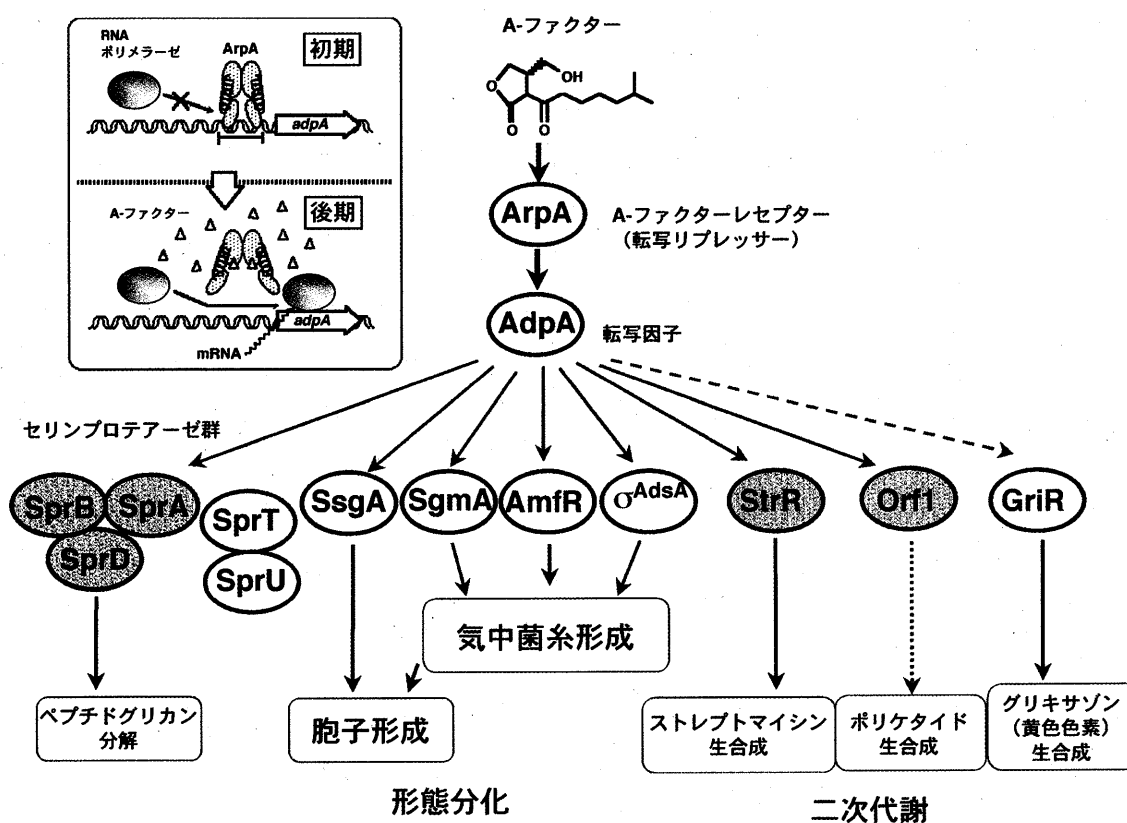 RNA
ポリメラーゼ
ArpA
初期
adpA
A-ファクター
後期
adpA
mRNA
A-ファクター
O
O
O
OH
ArpA
A-ファクターレセプター
(転写リプレッサー)
AdpA
転写因子
セリンプロテアーゼ群
SprB
SprA
SprD
SprT
SprU
SsgA
SgmA
AmfR
σAdsA
StrR
Orf1
GriR
気中菌糸形成
ペプチドグリカン
分解
胞子形成
ストレプトマイシン
生合成
ポリケタイド
生合成
グリキサゾン
(黄色色素)
生合成
形態分化
二次代謝